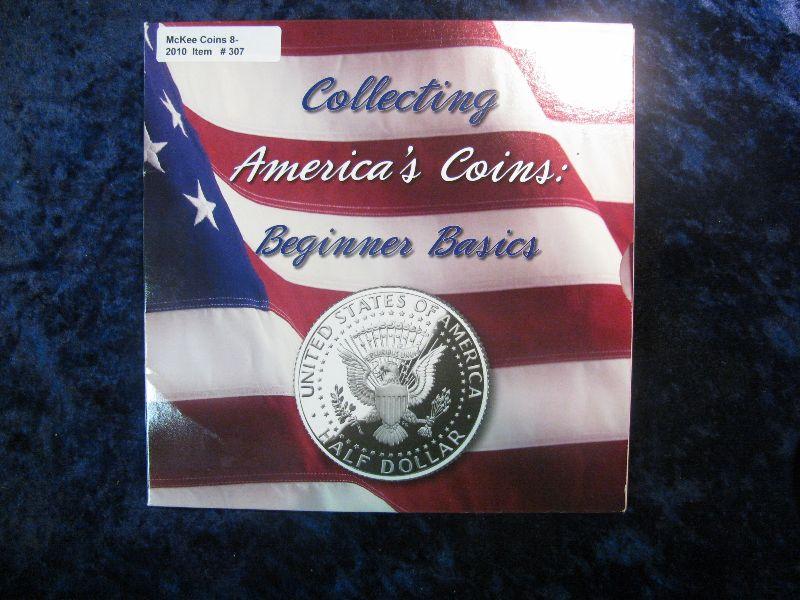 McKee Coins 8-
2010 Item # 307
Collecting
America's Coins:
Beginner Basics
UNITED STATES OF AMERICA
HALF DOLLAR